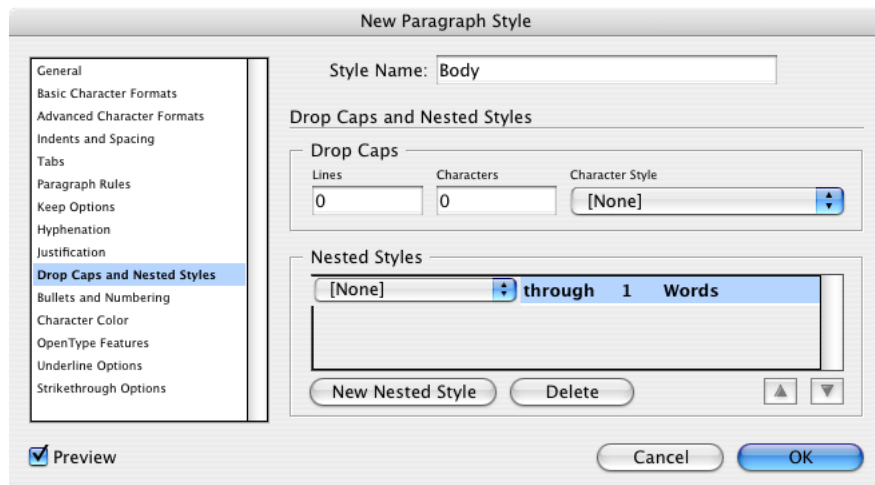 New Paragraph Style
General
Basic Character Formats
Advanced Character Formats
Indents and Spacing
Tabs
Paragraph Rules
Keep Options
Hyphenation
Justification
Drop Caps and Nested Styles
Bullets and Numbering
Character Color
OpenType Features
Underline Options
Strikethrough Options
Style Name: Body
Drop Caps and Nested Styles
Drop Caps
Lines Characters Character Style
0 0 [None]
Nested Styles
[None] through 1 Words
New Nested Style Delete
Preview Cancel OK